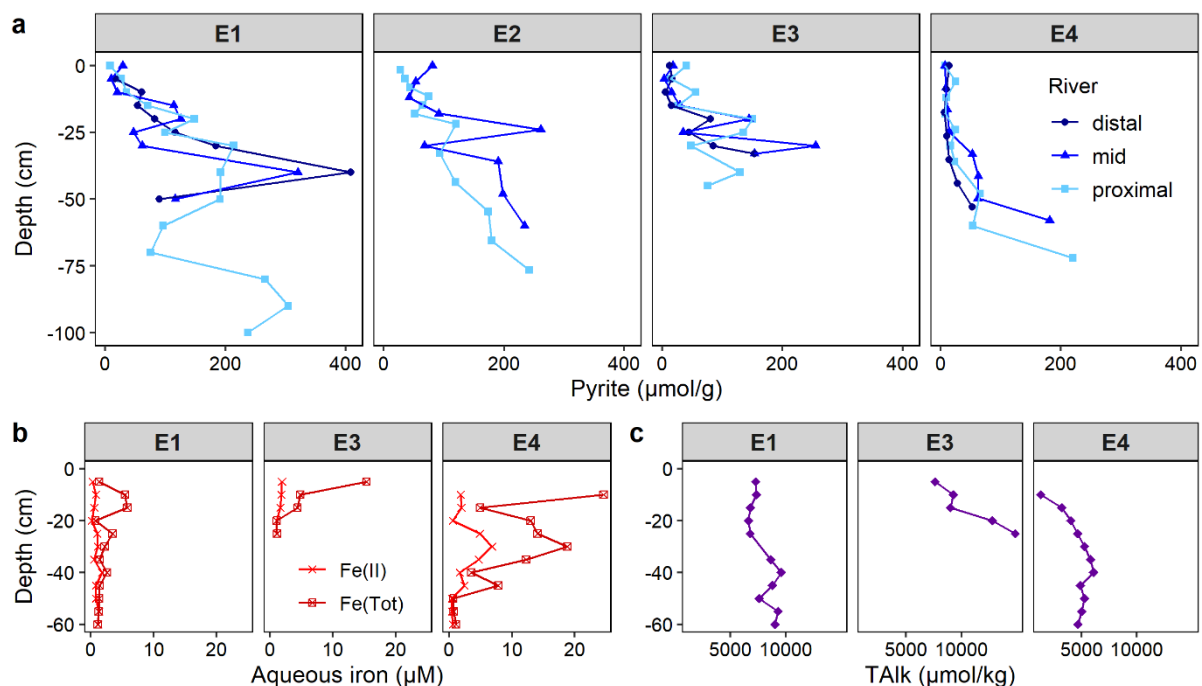 a
E1 E2 E3 E4
0
-25
-50
-75
-100
Depth (cm)
River
distal
mid
proximal
0 200 400 0 200 400 0 200 400 0 200 400
Pyrite (µmol/g)
b
E1 E3 E4
0
-20
-40
-60
Depth (cm)
Fe(II)
Fe(Tot)
0 10 20 0 10 20 0 10 20
Aqueous iron (µM)
c
E1 E3 E4
0
-20
-40
-60
Depth (cm)
5000 10000 5000 10000 5000 10000
TAlk (µmol/kg)